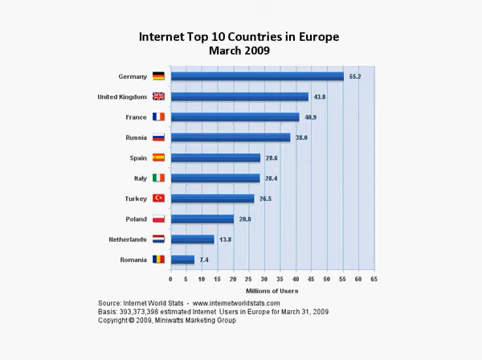 Internet Top 10 Countries in Europe
March 2009
Germany 55.2
United Kingdom 43.8
France 40.9
Russia 38.0
Spain 28.6
Italy 28.4
Turkey 26.5
Poland 20.0
Netherlands 13.8
Romania 7.4
0 5 10 15 20 25 30 35 40 45 50 55 60 65
Millions of Users
Source: Internet World Stats - www.internetworldstats.com
Basis: 393,373,398 estimated Internet Users in Europe for March 31, 2009
Copyright © 2009, Miniwatts Marketing Group